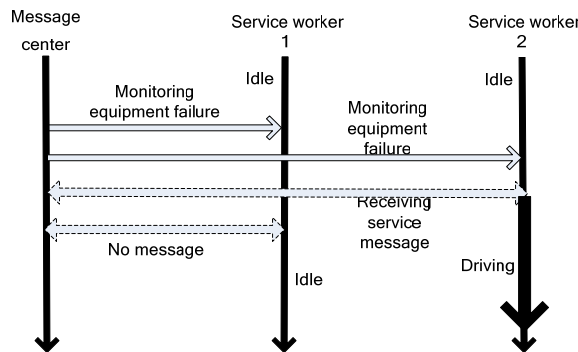 Message
center
Service worker
1
Service worker
2
Idle
Idle
Monitoring
equipment failure
Monitoring
equipment
failure
Receiving
service
message
No message
Driving
Idle